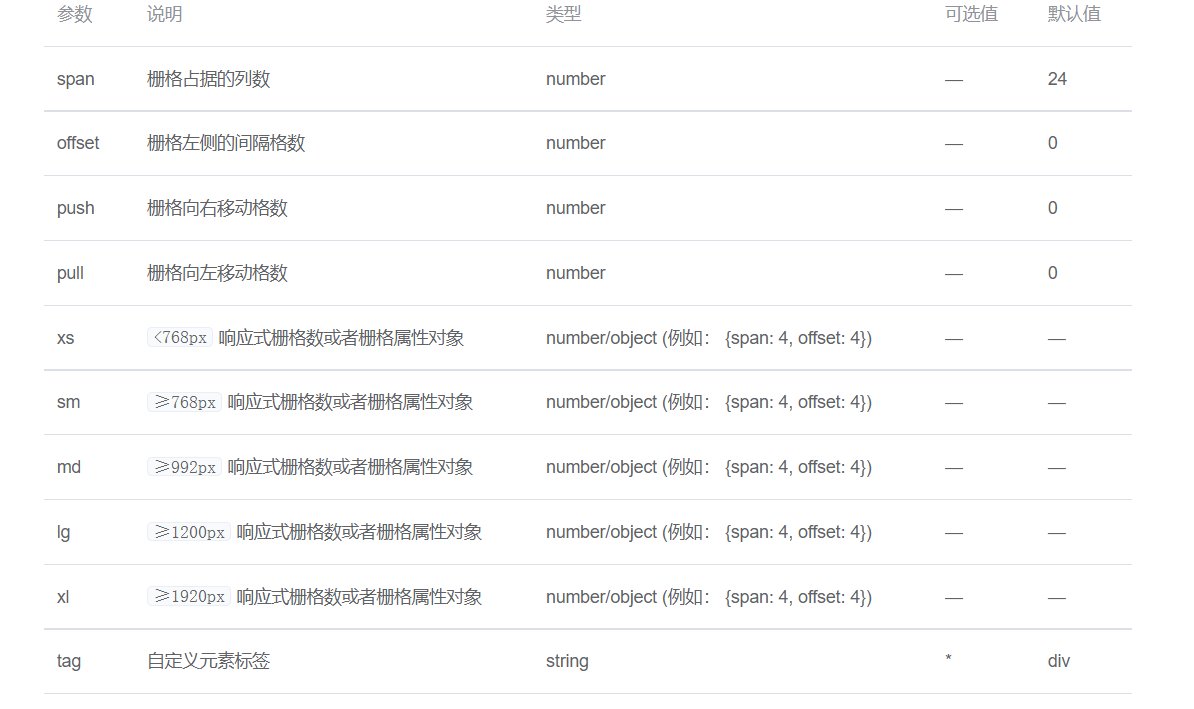 参数 说明 类型 可选值 默认值
span 栅格占据的列数 number — 24
offset 栅格左侧的间隔格数 number — 0
push 栅格向右移动格数 number — 0
pull 栅格向左移动格数 number — 0
xs <768px 响应式栅格数或者栅格属性对象 number/object (例如： {span: 4, offset: 4}) — —
sm ≥768px 响应式栅格数或者栅格属性对象 number/object (例如： {span: 4, offset: 4}) — —
md ≥992px 响应式栅格数或者栅格属性对象 number/object (例如： {span: 4, offset: 4}) — —
lg ≥1200px 响应式栅格数或者栅格属性对象 number/object (例如： {span: 4, offset: 4}) — —
xl ≥1920px 响应式栅格数或者栅格属性对象 number/object (例如： {span: 4, offset: 4}) — —
tag 自定义元素标签 string * div